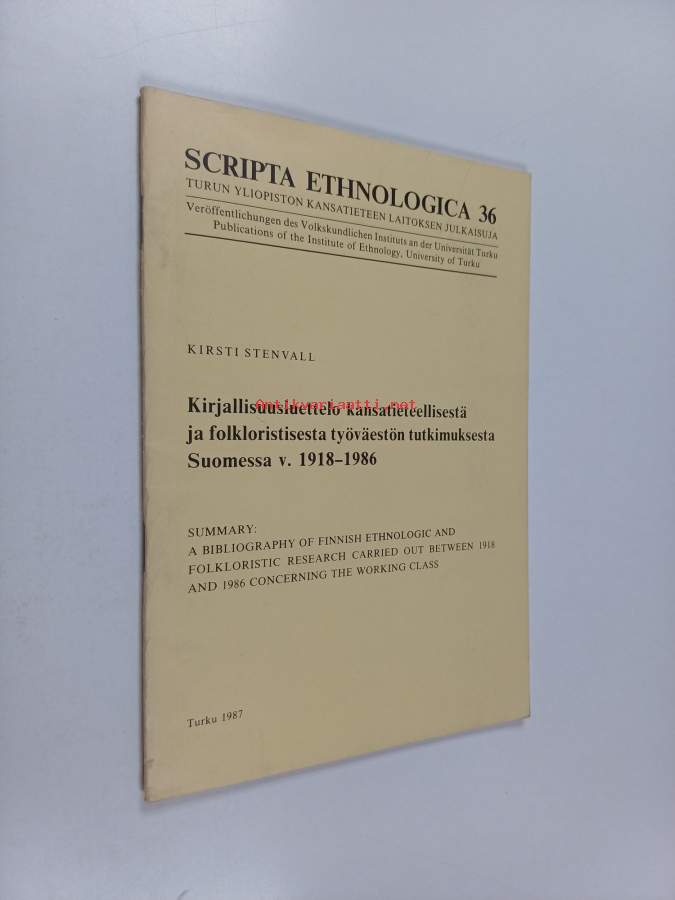 SCRIPTA ETHNOLOGICA 36
TURUN YLIOPISTON KANSATIETEEN LAITOKSEN JULKAISUJA
Veröffentlichungen des Volkskundlichen Instituts an der Universität Turku
Publications of the Institute of Ethnology, University of Turku
KIRSTI STENVALL
Antikvariaatti.net
Kirjallisuusluettelo kansatieteellisestä
ja folkloristisesta työväestön tutkimuksesta
Suomessa v. 1918–1986
SUMMARY:
A BIBLIOGRAPHY OF FINNISH ETHNOLOGIC AND
FOLKLORISTIC RESEARCH CARRIED OUT BETWEEN 1918
AND 1986 CONCERNING THE WORKING CLASS
Turku 1987